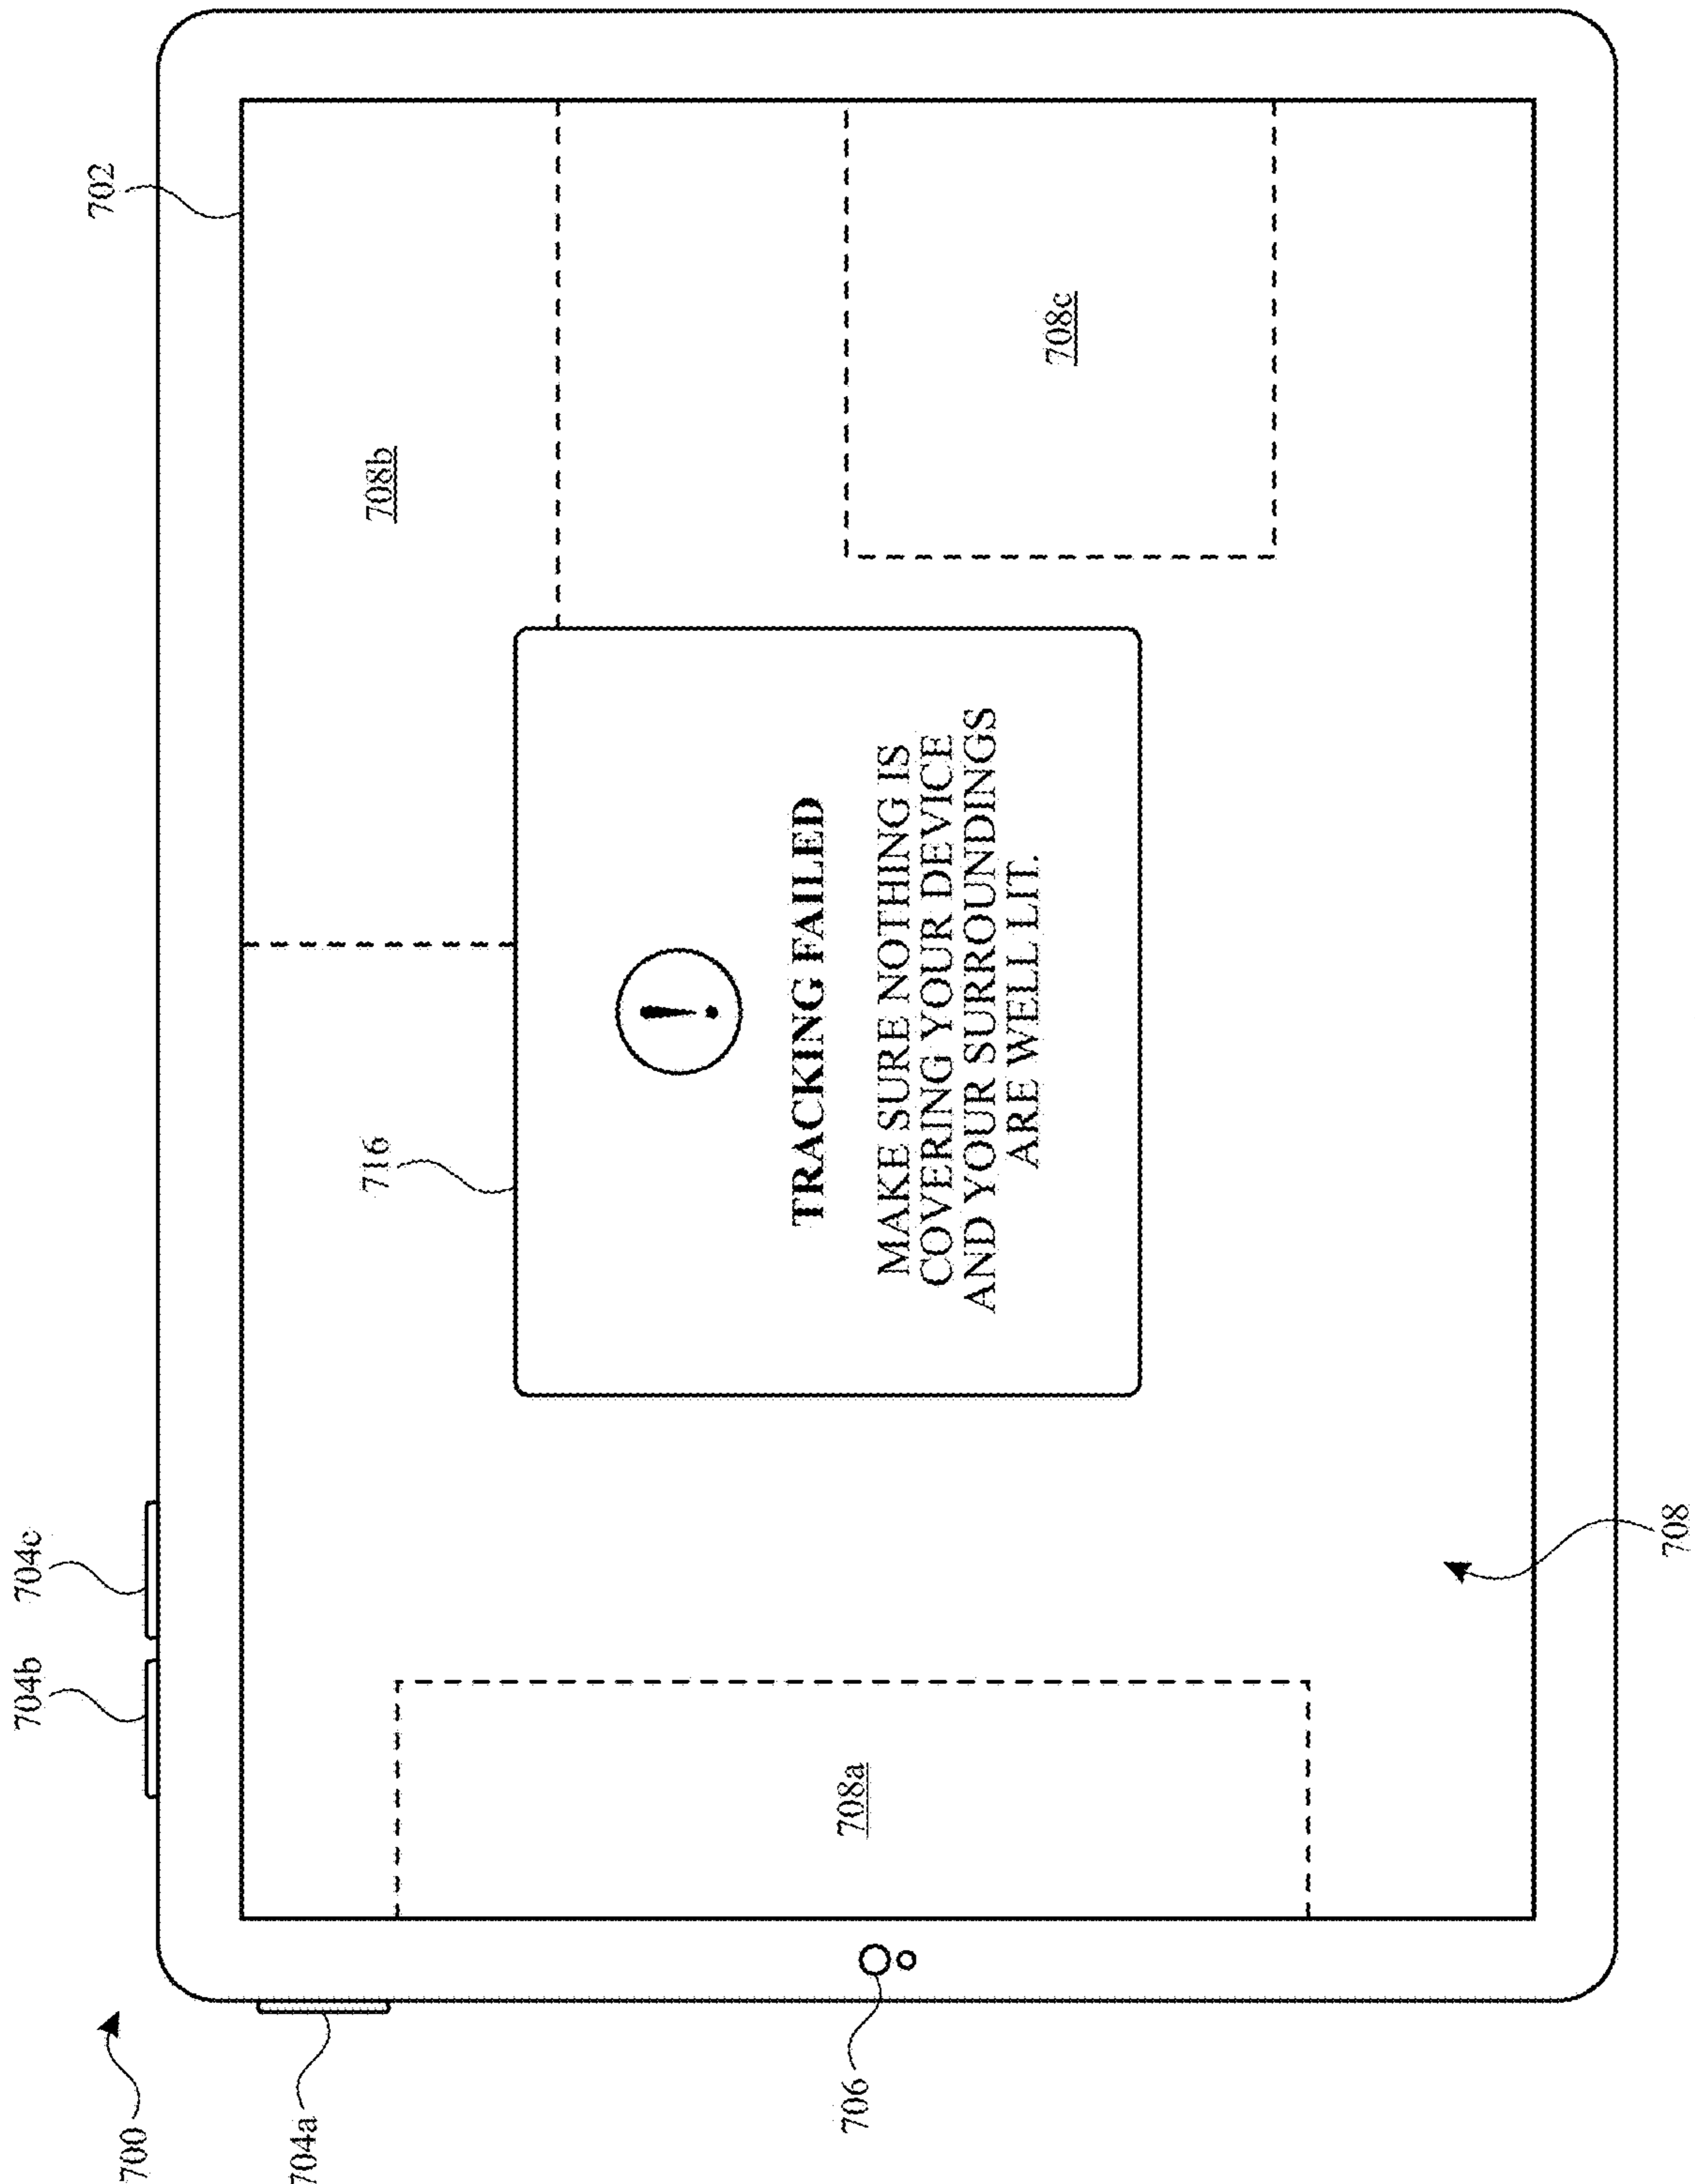 704b 704c
702
700
704a
716
708b
!
TRACKING FAILED
706
708a
MAKE SURE NOTHING IS
COVERING YOUR DEVICE
AND YOUR SURROUNDINGS
ARE WELL LIT.
708c
708